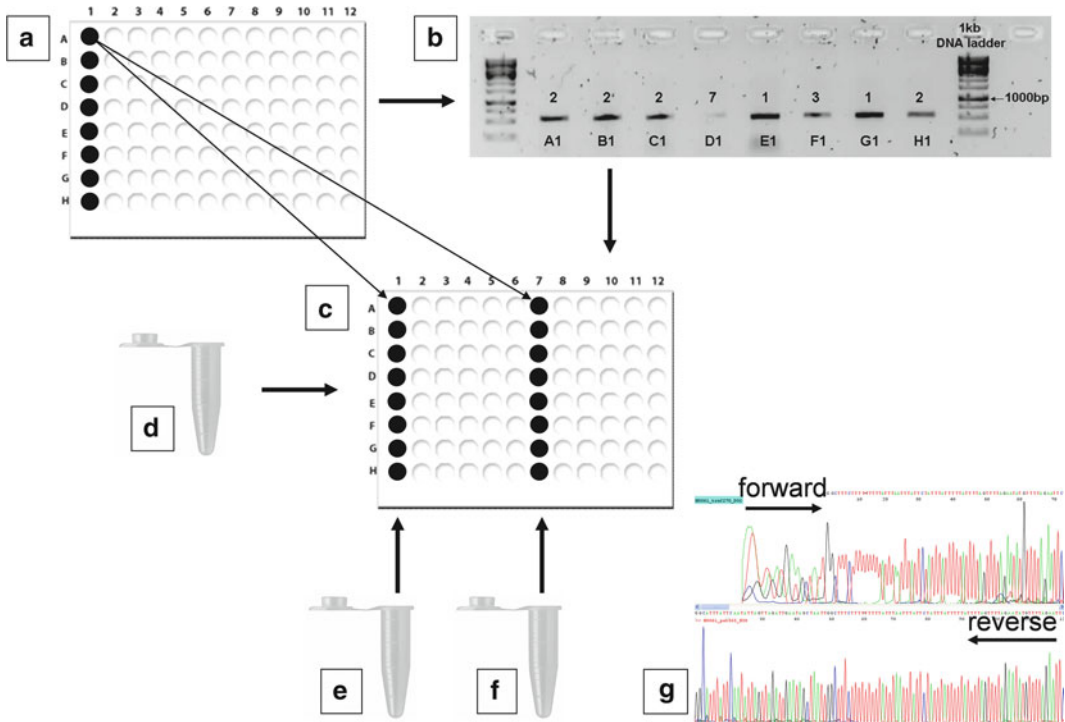 a
1 2 3 4 5 6 7 8 9 10 11 12
A
B
C
D
E
F
G
H
b
1kb
DNA ladder
1000bp
2 2 2 7 1 3 1 2
A1 B1 C1 D1 E1 F1 G1 H1
c
1 2 3 4 5 6 7 8 9 10 11 12
A
B
C
D
E
F
G
H
d
e
f
g
forward
reverse